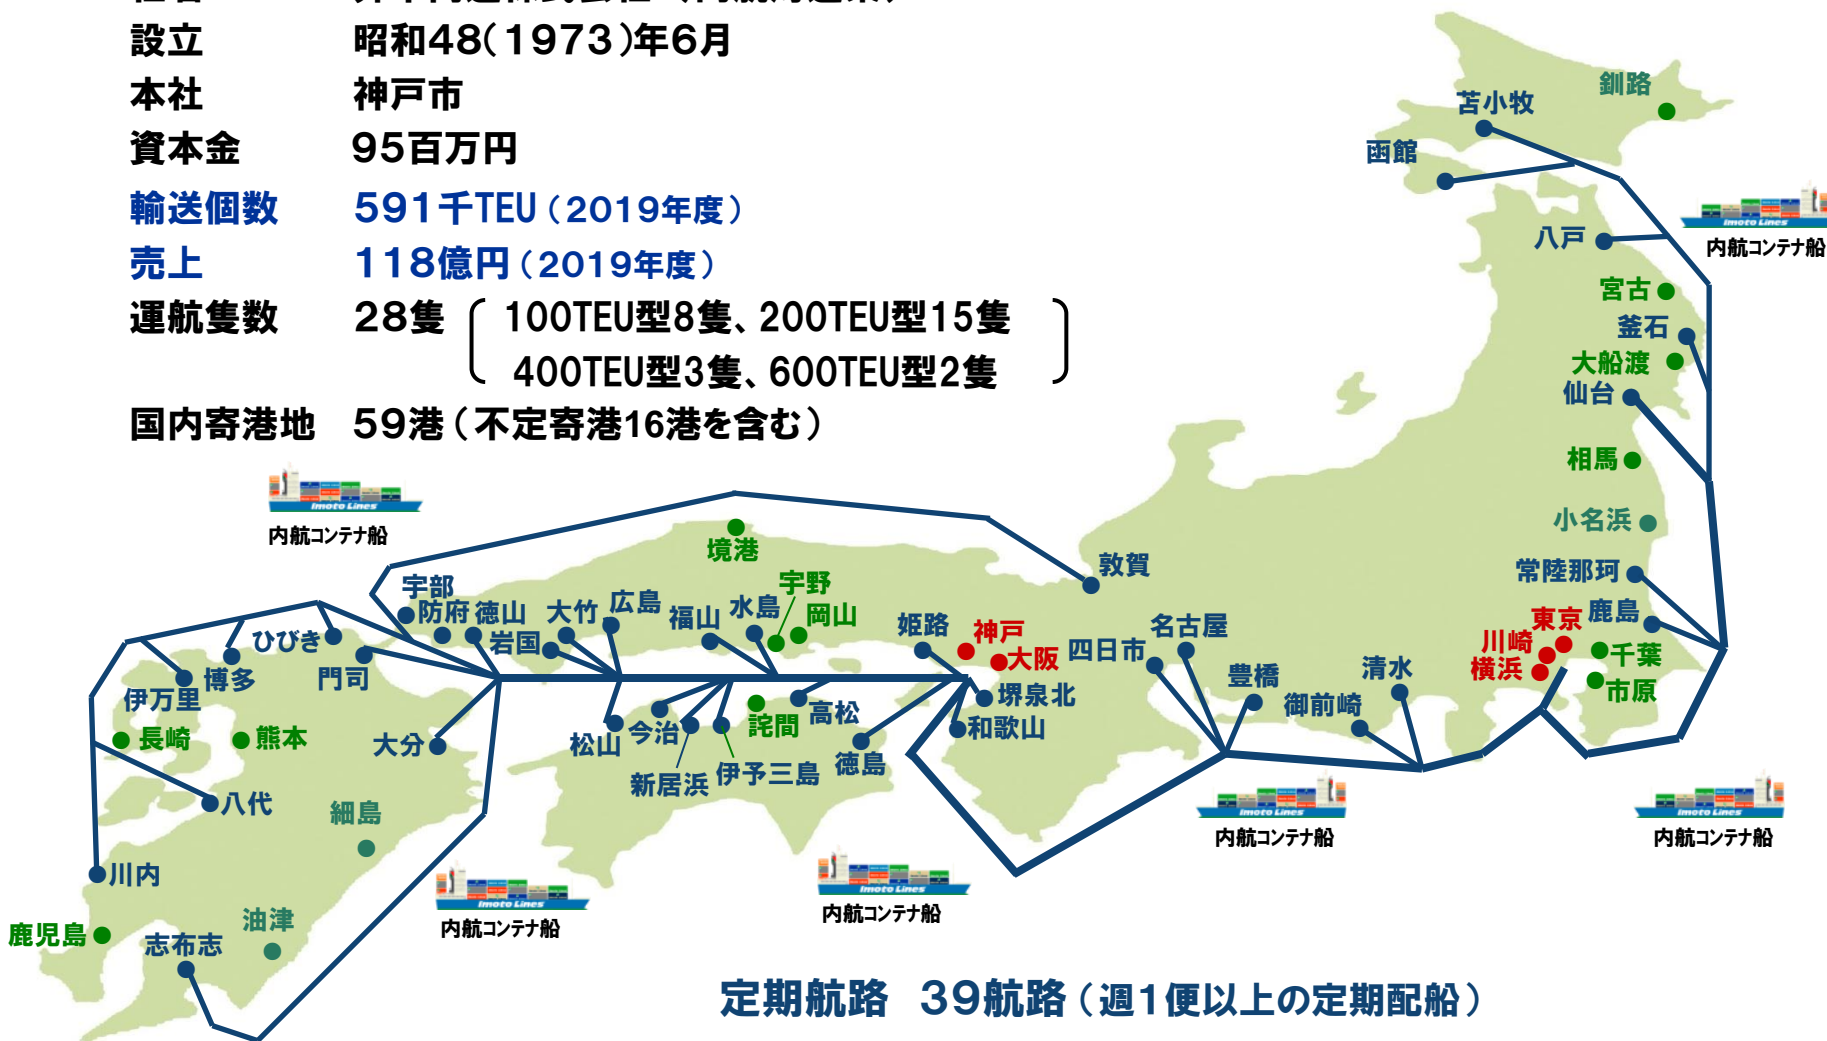 設立 昭和48(1973)年6月
本社 神戸市
資本金 95百万円
輸送個数 591千TEU（2019年度）
売上 118億円（2019年度）
運航隻数 28隻 100TEU型8隻、200TEU型15隻
400TEU型3隻、600TEU型2隻
国内寄港地 59港（不定寄港16港を含む）
釧路
苫小牧
函館
Imoto Lines
内航コンテナ船
八戸
宮古
釜石
大船渡
仙台
相馬
小名浜
常陸那珂
鹿島
東京
川崎
横浜
千葉
市原
Imoto Lines
内航コンテナ船
境港
敦賀
宇部
防府
徳山
岩国
大竹
広島
福山
水島
宇野
岡山
姫路
神戸
大阪
四日市
名古屋
豊橋
御前崎
清水
ひびき
門司
博多
伊万里
長崎
熊本
大分
松山
今治
新居浜
伊予三島
詫間
高松
徳島
堺泉北
和歌山
八代
細島
川内
鹿児島
志布志
油津
Imoto Lines
内航コンテナ船
Imoto Lines
内航コンテナ船
Imoto Lines
内航コンテナ船
Imoto Lines
内航コンテナ船
定期航路 39航路（週1便以上の定期配船）